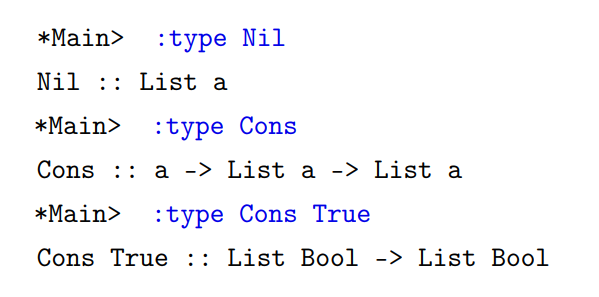 *Main> :type Nil
Nil :: List a
*Main> :type Cons
Cons :: a -> List a -> List a
*Main> :type Cons True
Cons True :: List Bool -> List Bool